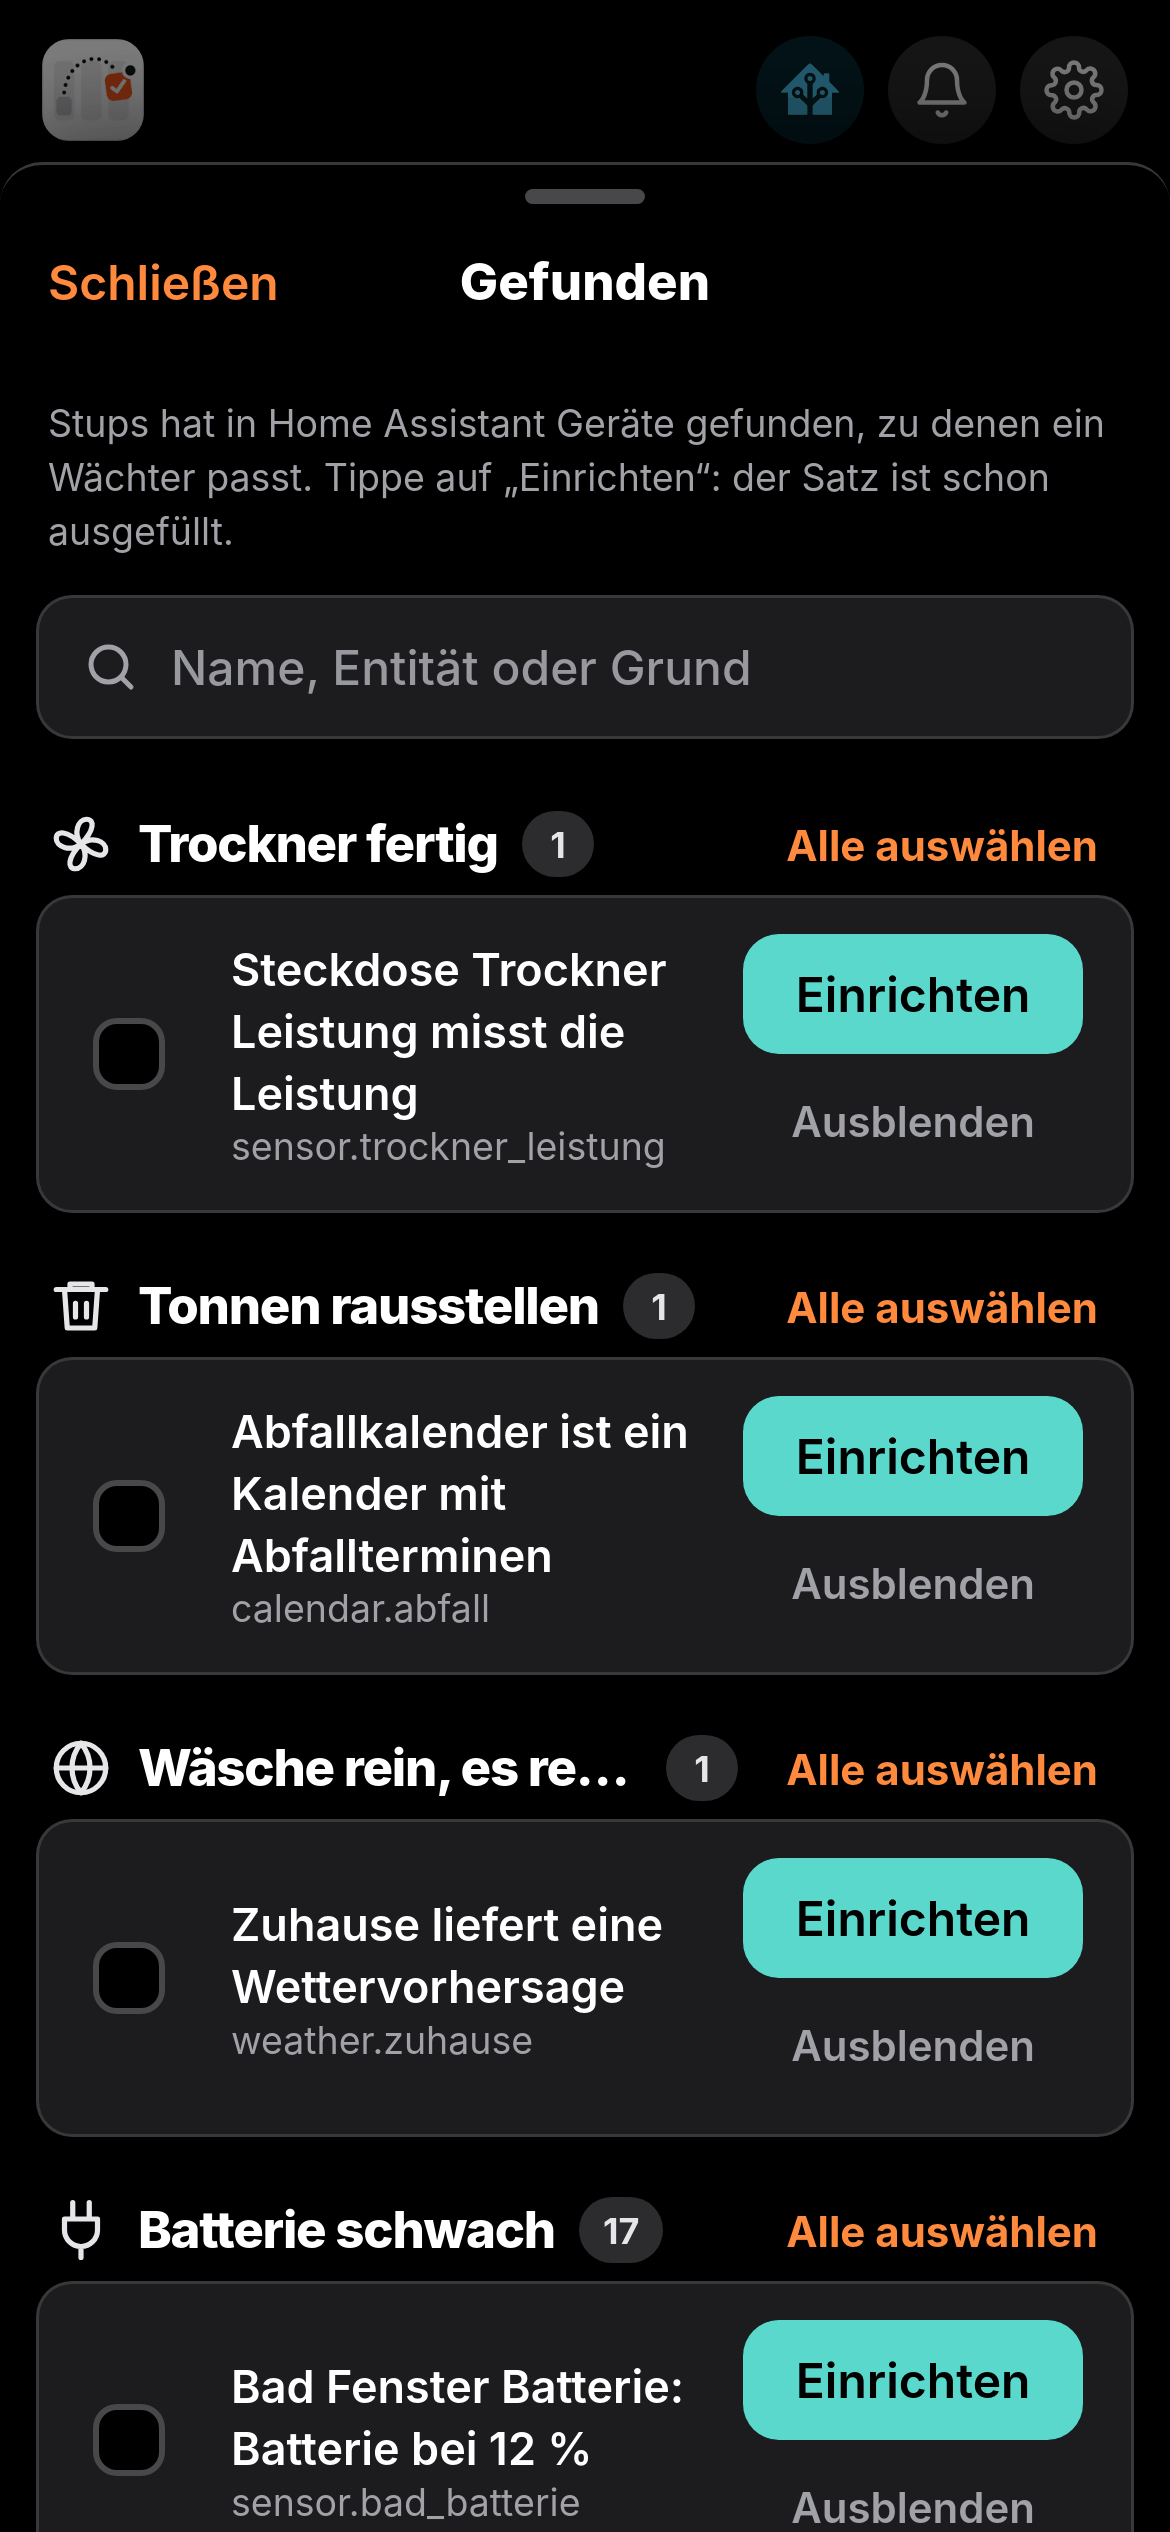 Schließen
Gefunden
Stups hat in Home Assistant Geräte gefunden, zu denen ein
Wächter passt. Tippe auf „Einrichten“: der Satz ist schon
ausgefüllt.
Name, Entität oder Grund
Trockner fertig 1 Alle auswählen
Steckdose Trockner
Leistung misst die
Leistung
sensor.trockner_leistung
Einrichten
Ausblenden
Tonnen rausstellen 1 Alle auswählen
Abfallkalender ist ein
Kalender mit
Abfallterminen
calendar.abfall
Einrichten
Ausblenden
Wäsche rein, es re... 1 Alle auswählen
Zuhause liefert eine
Wettervorhersage
weather.zuhause
Einrichten
Ausblenden
Batterie schwach 17 Alle auswählen
Bad Fenster Batterie:
Batterie bei 12 %
sensor.bad_batterie
Einrichten
Ausblenden